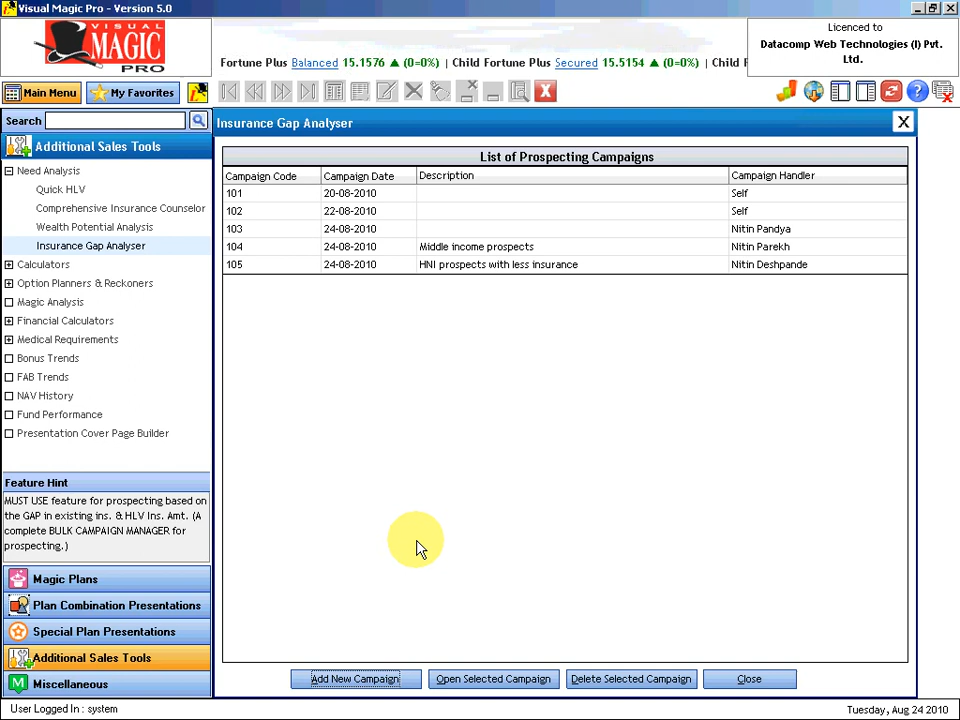 Visual Magic Pro - Version 5.0
VISUAL
MAGIC
PRO
Licenced to
Datacomp Web Technologies (I) Pvt.
Ltd.
Fortune Plus Balanced 15.1576 ▲ (0=0%) | Child Fortune Plus Secured 15.5154 ▲ (0=0%) | Child F
Main Menu
My Favorites
Search
Additional Sales Tools
Need Analysis
Quick HLV
Comprehensive Insurance Counselor
Wealth Potential Analysis
Insurance Gap Analyser
Calculators
Option Planners & Reckoners
Magic Analysis
Financial Calculators
Medical Requirements
Bonus Trends
FAB Trends
NAV History
Fund Performance
Presentation Cover Page Builder
Feature Hint
MUST USE feature for prospecting based on
the GAP in existing ins. & HLV Ins. Amt. (A
complete BULK CAMPAIGN MANAGER for
prospecting.)
Magic Plans
Plan Combination Presentations
Special Plan Presentations
Additional Sales Tools
Miscellaneous
Insurance Gap Analyser X
List of Prospecting Campaigns
Campaign Code Campaign Date Description Campaign Handler
101 20-08-2010 Self
102 22-08-2010 Self
103 24-08-2010 Nitin Pandya
104 24-08-2010 Middle income prospects Nitin Parekh
105 24-08-2010 HNI prospects with less insurance Nitin Deshpande
Add New Campaign Open Selected Campaign Delete Selected Campaign Close
User Logged In : system Tuesday, Aug 24 2010